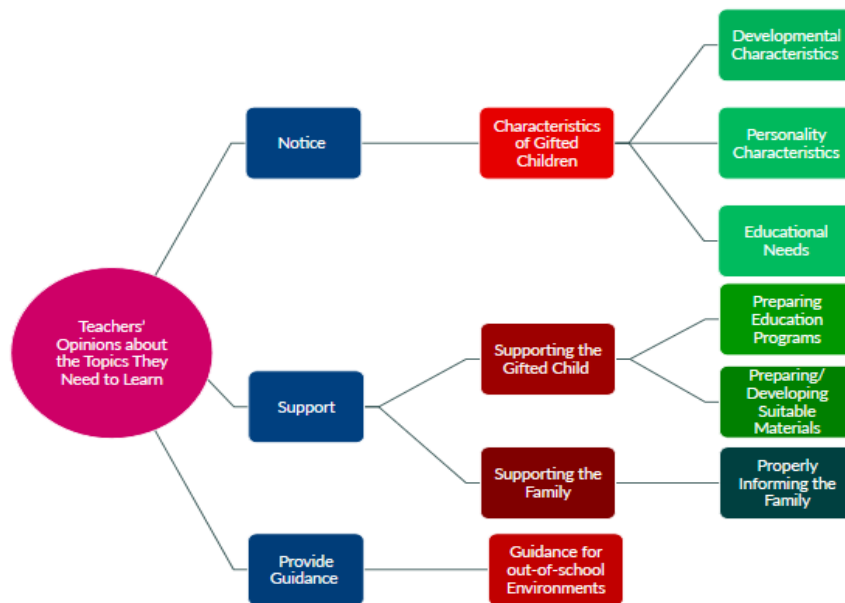 Teachers'
Opinions about
the Topics They
Need to Learn
Notice
Characteristics
of Gifted
Children
Developmental
Characteristics
Personality
Characteristics
Educational
Needs
Support
Supporting the
Gifted Child
Preparing
Education
Programs
Preparing/
Developing
Suitable
Materials
Supporting the
Family
Properly
Informing the
Family
Provide
Guidance
Guidance for
out-of-school
Environments